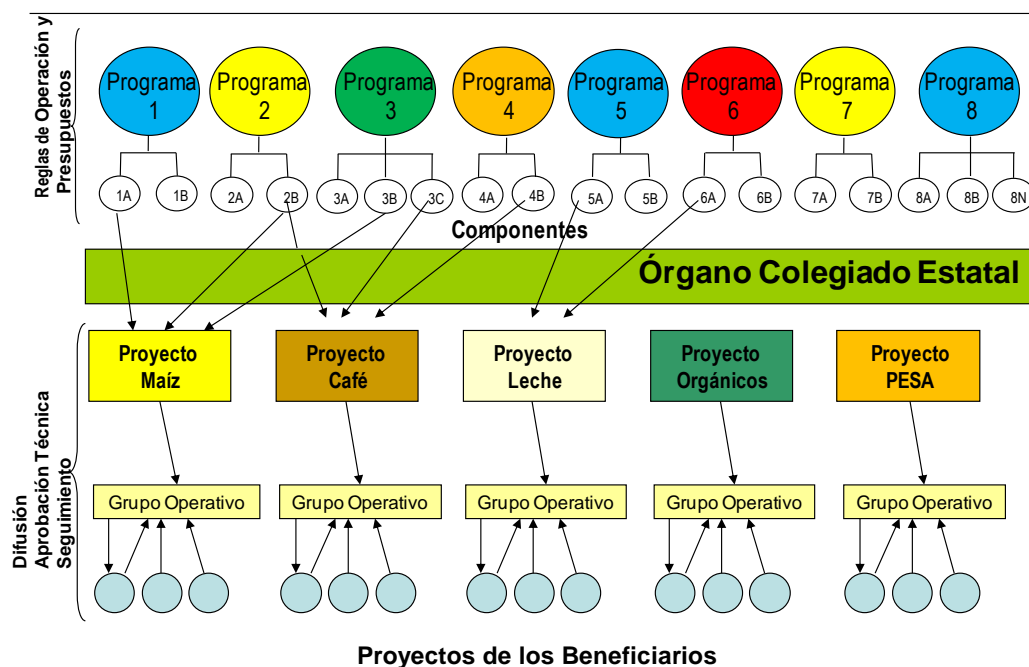 Reglas de Operación y
Presupuestos
Programa
1
Programa
2
Programa
3
Programa
4
Programa
5
Programa
6
Programa
7
Programa
8
1A
1B
2A
2B
3A
3B
3C
4A
4B
5A
5B
6A
6B
7A
7B
8A
8B
8N
Componentes
Órgano Colegiado Estatal
Difusión
Aprobación Técnica
Seguimiento
Proyecto
Maíz
Proyecto
Café
Proyecto
Leche
Proyecto
Orgánicos
Proyecto
PESA
Grupo Operativo
Grupo Operativo
Grupo Operativo
Grupo Operativo
Grupo Operativo
Proyectos de los Beneficiarios